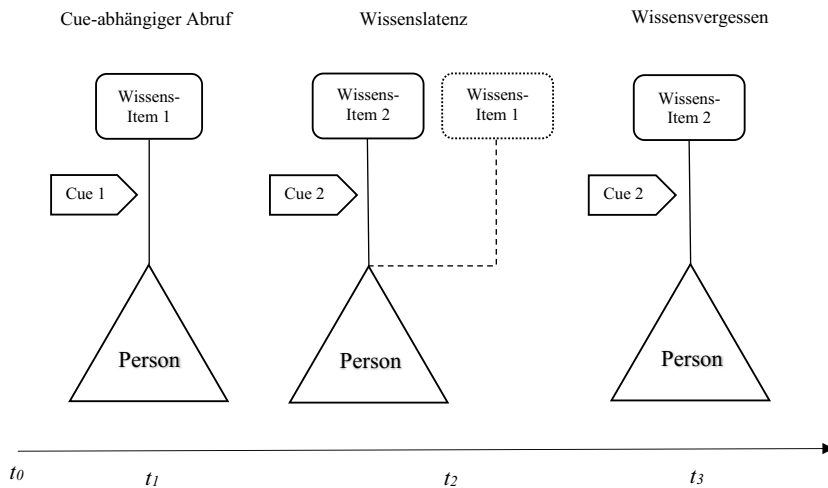 Cue-abhängiger Abruf
Wissenslatenz
Wissensvergessen
Wissens-
Item 1
Wissens-
Item 2
Wissens-
Item 1
Wissens-
Item 2
Cue 1
Cue 2
Cue 2
Person
Person
Person
t0
t1
t2
t3